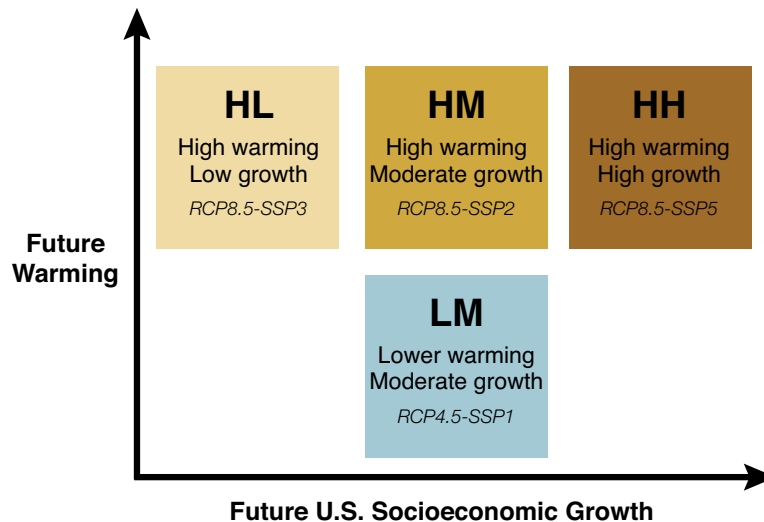 HL
High warming
Low growth
RCP8.5-SSP3
HM
High warming
Moderate growth
RCP8.5-SSP2
HH
High warming
High growth
RCP8.5-SSP5
Future
Warming
LM
Lower warming
Moderate growth
RCP4.5-SSP1
Future U.S. Socioeconomic Growth